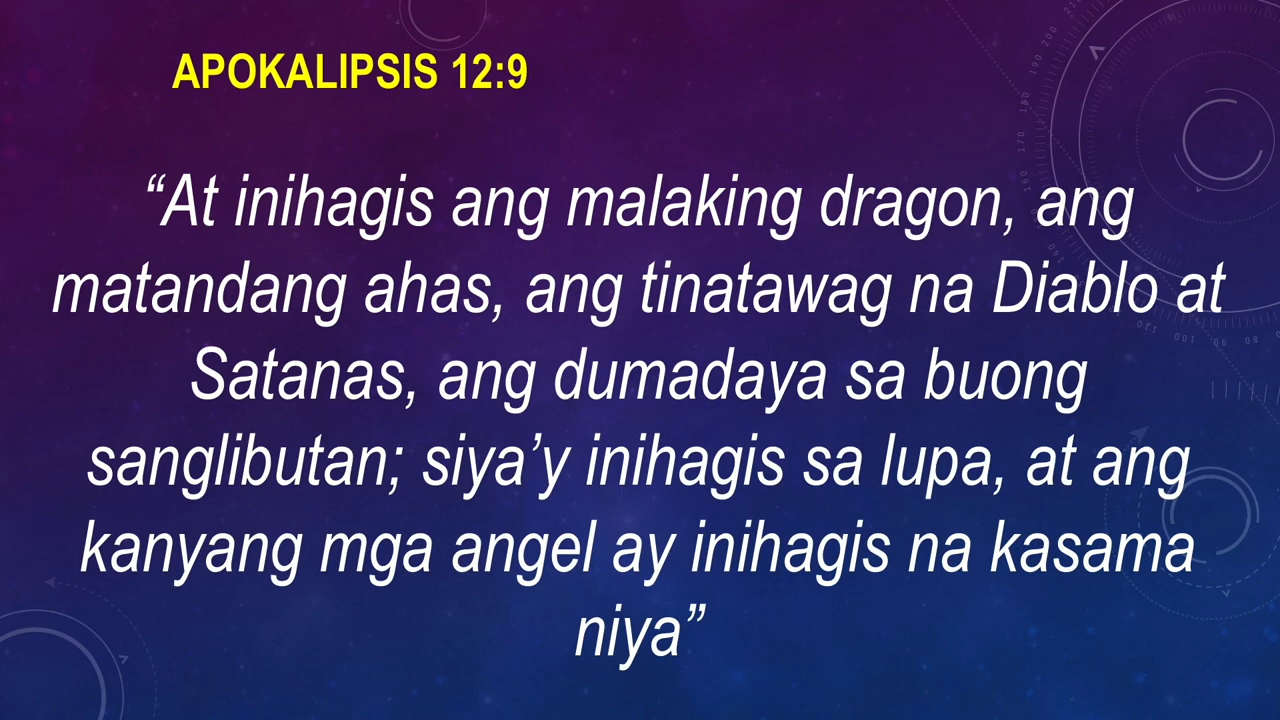 APOKALIPSIS 12:9
“At inihagis ang malaking dragon, ang
matandang ahas, ang tinatawag na Diablo at
Satanas, ang dumadaya sa buong
sanglibutan; siya’y inihagis sa lupa, at ang
kanyang mga angel ay inihagis na kasama
niya”